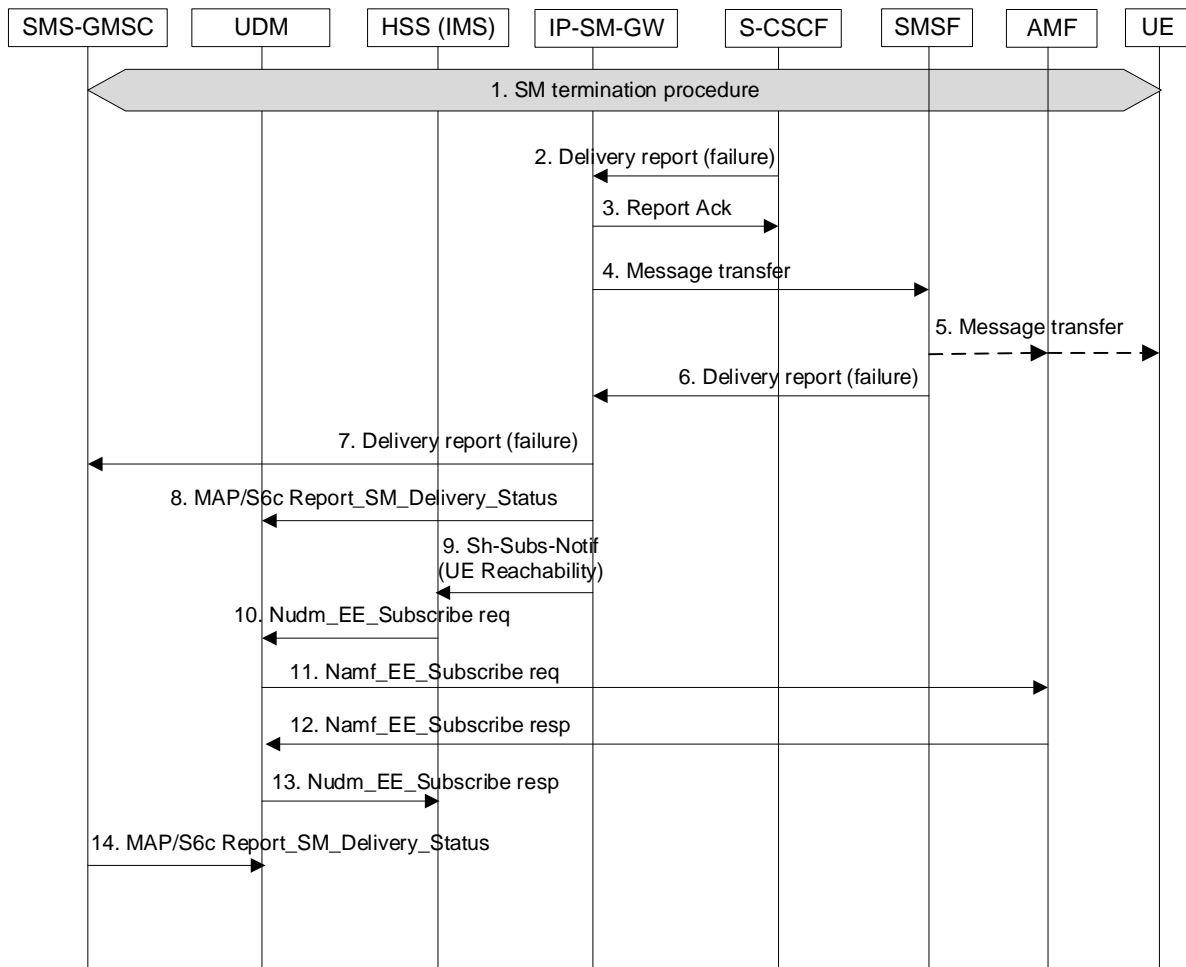 SMS-GMSC
UDM
HSS (IMS)
IP-SM-GW
S-CSCF
SMSF
AMF
UE
1. SM termination procedure
2. Delivery report (failure)
3. Report Ack
4. Message transfer
5. Message transfer
6. Delivery report (failure)
7. Delivery report (failure)
8. MAP/S6c Report_SM_Delivery_Status
9. Sh-Subs-Notif
(UE Reachability)
10. Nudm_EE_Subscribe req
11. Namf_EE_Subscribe req
12. Namf_EE_Subscribe resp
13. Nudm_EE_Subscribe resp
14. MAP/S6c Report_SM_Delivery_Status